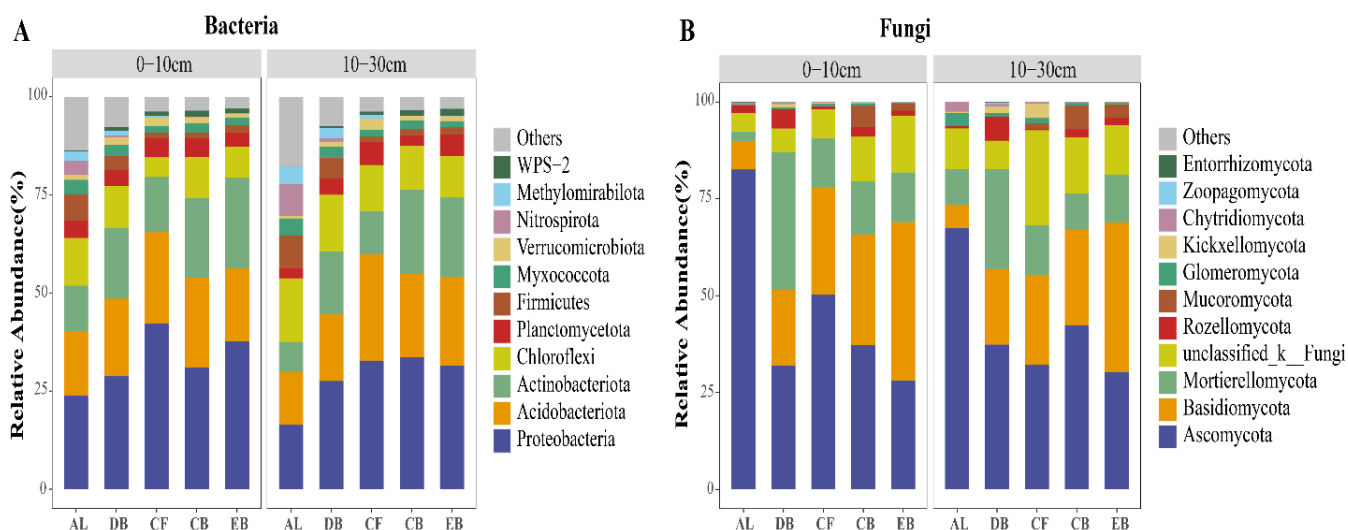 A
Bacteria
0−10cm
10−30cm
Relative Abundance(%)
100
75
50
25
0
AL DB CF CB EB
AL DB CF CB EB
Others
WPS−2
Methylomirabilota
Nitrospirota
Verrucomicrobiota
Myxococcota
Firmicutes
Planctomycetota
Chloroflexi
Actinobacteriota
Acidobacteriota
Proteobacteria
B
Fungi
0−10cm
10−30cm
Relative Abundance(%)
100
75
50
25
0
AL DB CF CB EB
AL DB CF CB EB
Others
Entorrhizomycota
Zoopagomycota
Chytridiomycota
Kickxellomycota
Glomeromycota
Mucoromycota
Rozellomycota
unclassified_k__Fungi
Mortierellomycota
Basidiomycota
Ascomycota